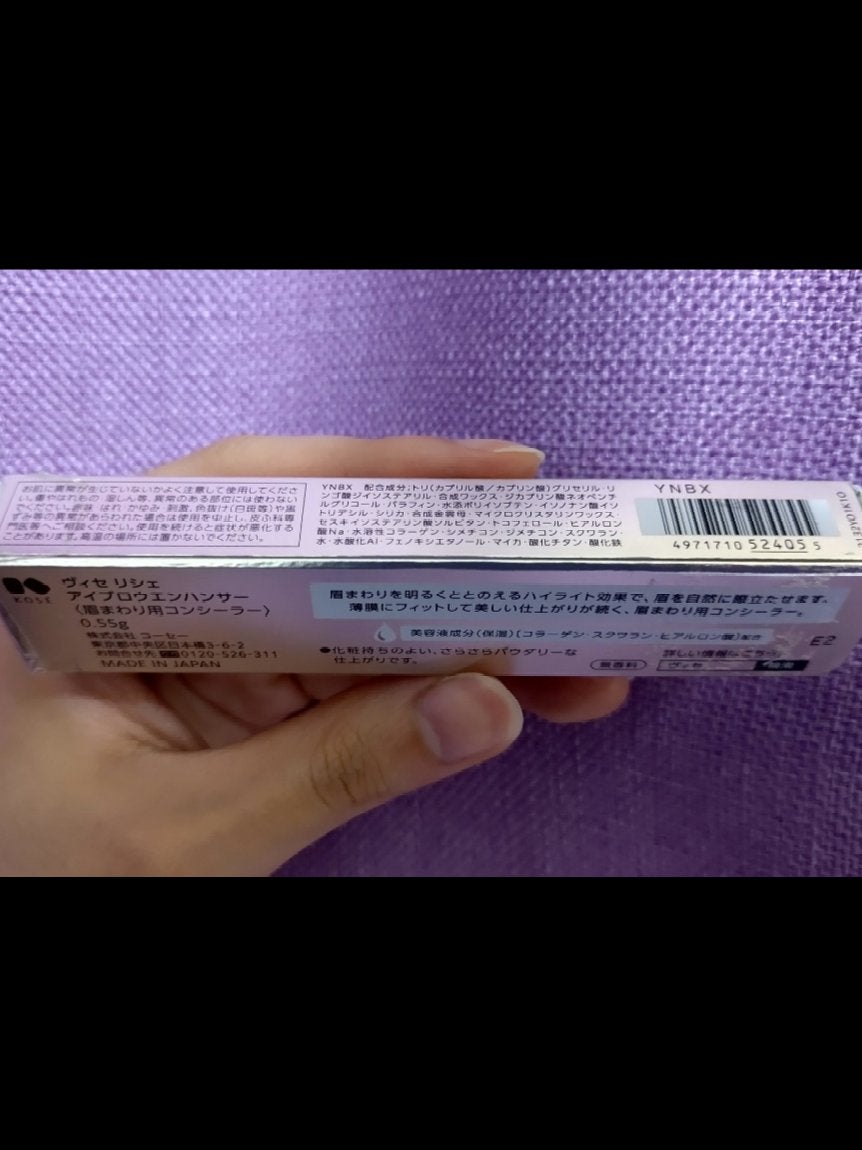 お肌に異常が生じていないかよく注意して使用してくださ
い。傷やはれもの・湿しん等、異常のある部位には使わない
でください。赤味・はれ・かゆみ・刺激、色抜け(白斑等)や黒
ずみ等の異常があらわれた場合は使用を中止し、皮ふ科専
門医等へご相談ください。使用を続けると症状が悪化する
ことがあります。高温の場所には置かないでください。
YNBX 配合成分:トリ(カプリル酸/カプリン酸)グリセリル・リ
ンゴ酸ジイソステアリル・合成ワックス・ジカプリン酸ネオペンチ
ルグリコール・パラフィン・水添ポリイソブテン・イソノナン酸イソ
トリデシル・シリカ・合成金雲母・マイクロクリスタリンワックス・
セスキイソステアリン酸ソルビタン・トコフェロール・ヒアルロン
酸Na・水溶性コラーゲン・シメチコン・ジメチコン・スクワラン・
水・水酸化Al・フェノキシエタノール・マイカ・酸化チタン・酸化鉄
YNBX
4971710 52405 5
KOSÉ
ヴィセ リシェ
アイブロウエンハンサー
〈眉まわり用コンシーラー〉
0.55g
株式会社 コーセー
東京都中央区日本橋3-6-2
お問合せ先 0120-526-311
MADE IN JAPAN
眉まわりを明るくととのえるハイライト効果で、眉を自然に際立たせます。
薄膜にフィットして美しい仕上がりが続く、眉まわり用コンシーラー。
美容液成分(保湿)[コラーゲン・スクワラン・ヒアルロン酸]配合
●化粧持ちのよい、さらさらパウダリーな
仕上がりです。
無香料
詳しい情報はこちら
ヴィセ 検索
E2